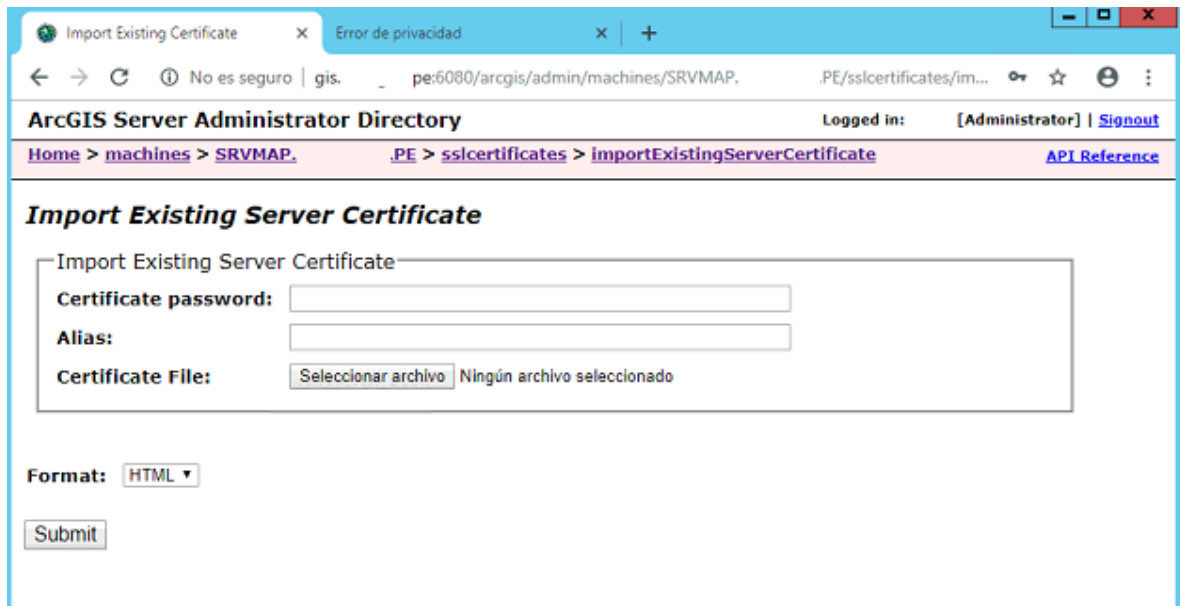 Import Existing Certificate Error de privacidad
No es seguro | gis. _ pe:6080/arcgis/admin/machines/SRVMAP. .PE/sslcertificates/im...
ArcGIS Server Administrator Directory Logged in: [Administrator] | Signout
Home > machines > SRVMAP. .PE > sslcertificates > importExistingServerCertificate API Reference
Import Existing Server Certificate
Import Existing Server Certificate
Certificate password:
Alias:
Certificate File: Seleccionar archivo Ningún archivo seleccionado
Format: HTML
Submit